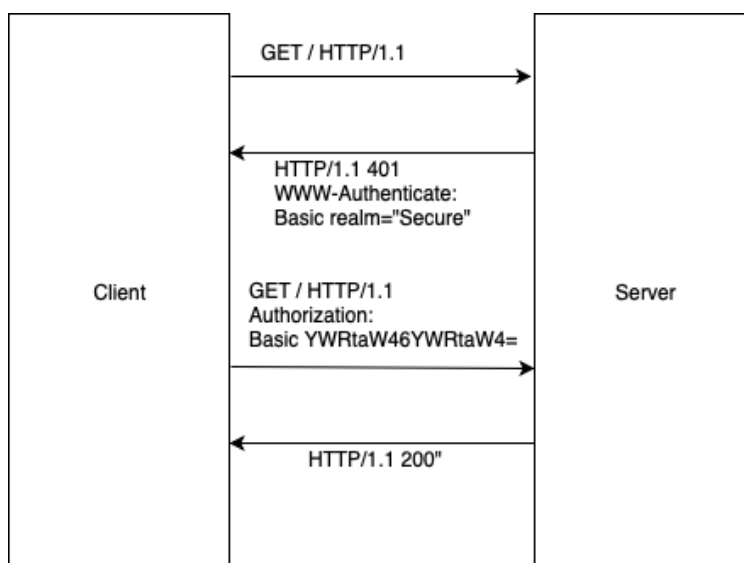 GET / HTTP/1.1
HTTP/1.1 401
WWW-Authenticate:
Basic realm="Secure"
Client
GET / HTTP/1.1
Authorization:
Basic YWRtaW46YWRtaW4=
Server
HTTP/1.1 200"